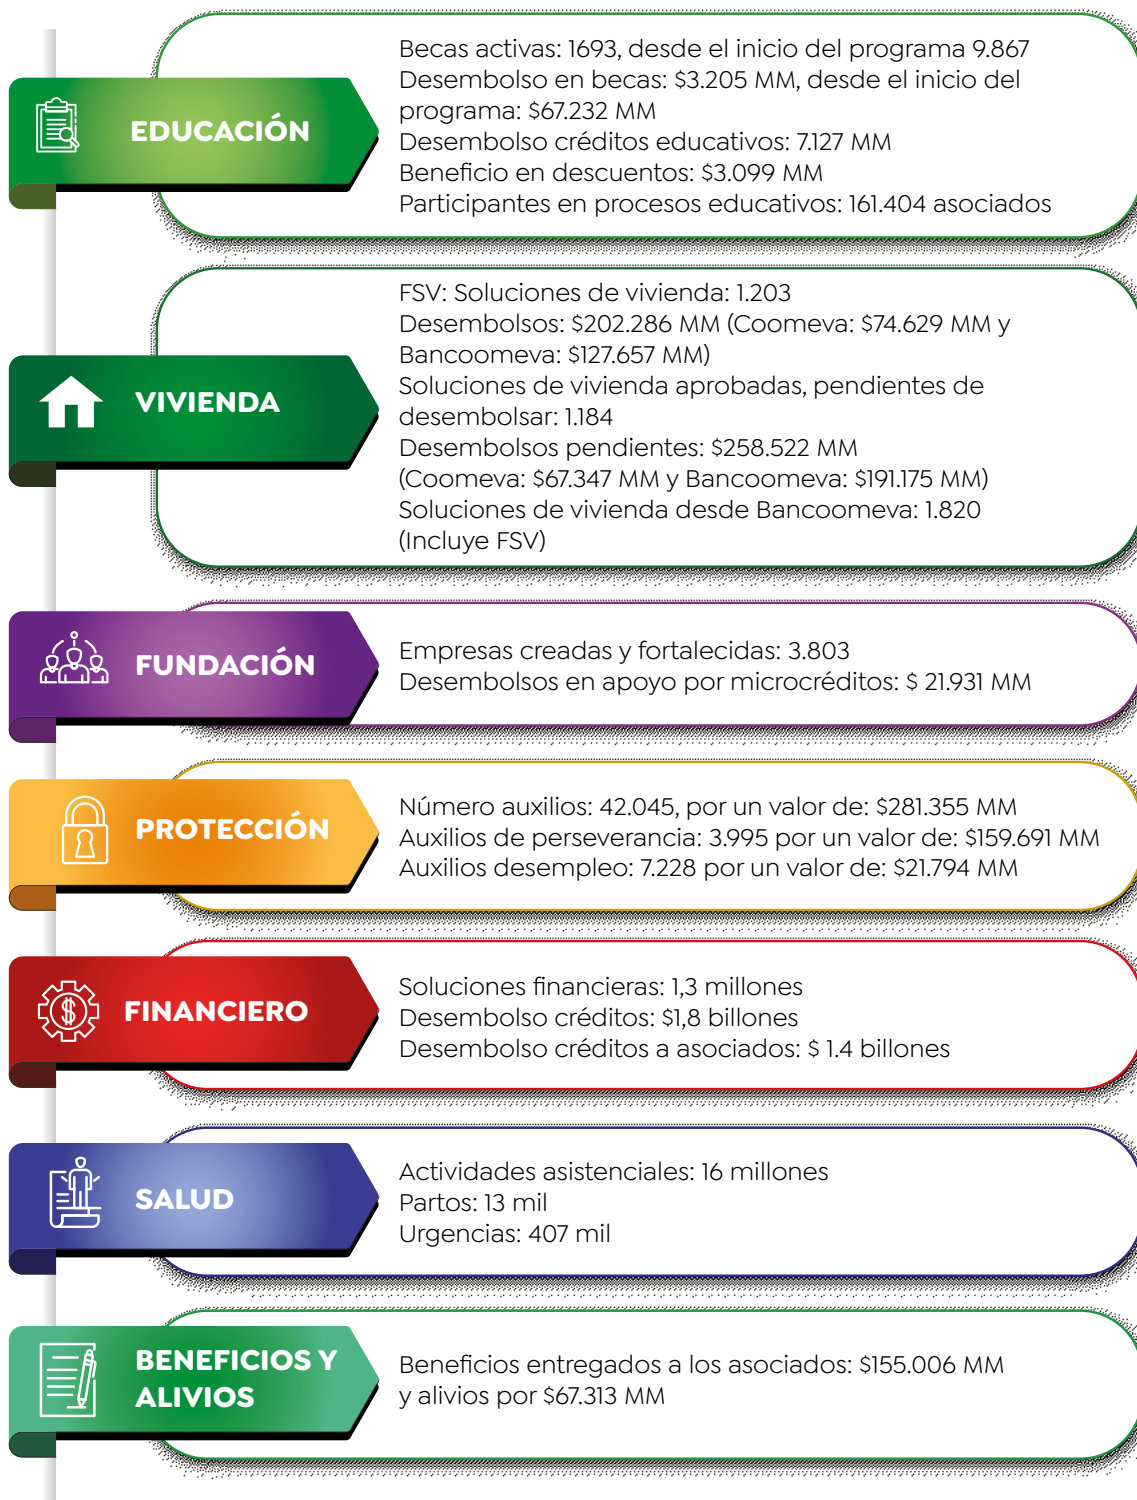 EDUCACIÓN
Becas activas: 1693, desde el inicio del programa 9.867
Desembolso en becas: $3.205 MM, desde el inicio del
programa: $67.232 MM
Desembolso créditos educativos: 7.127 MM
Beneficio en descuentos: $3.099 MM
Participantes en procesos educativos: 161.404 asociados
VIVIENDA
FSV: Soluciones de vivienda: 1.203
Desembolsos: $202.286 MM (Coomeva: $74.629 MM y
Bancoomeva: $127.657 MM)
Soluciones de vivienda aprobadas, pendientes de
desembolsar: 1.184
Desembolsos pendientes: $258.522 MM
(Coomeva: $67.347 MM y Bancoomeva: $191.175 MM)
Soluciones de vivienda desde Bancoomeva: 1.820
(Incluye FSV)
FUNDACIÓN
Empresas creadas y fortalecidas: 3.803
Desembolsos en apoyo por microcréditos: $ 21.931 MM
PROTECCIÓN
Número auxilios: 42.045, por un valor de: $281.355 MM
Auxilios de perseverancia: 3.995 por un valor de: $159.691 MM
Auxilios desempleo: 7.228 por un valor de: $21.794 MM
FINANCIERO
Soluciones financieras: 1,3 millones
Desembolso créditos: $1,8 billones
Desembolso créditos a asociados: $ 1.4 billones
SALUD
Actividades asistenciales: 16 millones
Partos: 13 mil
Urgencias: 407 mil
BENEFICIOS Y
ALIVIOS
Beneficios entregados a los asociados: $155.006 MM
y alivios por $67.313 MM